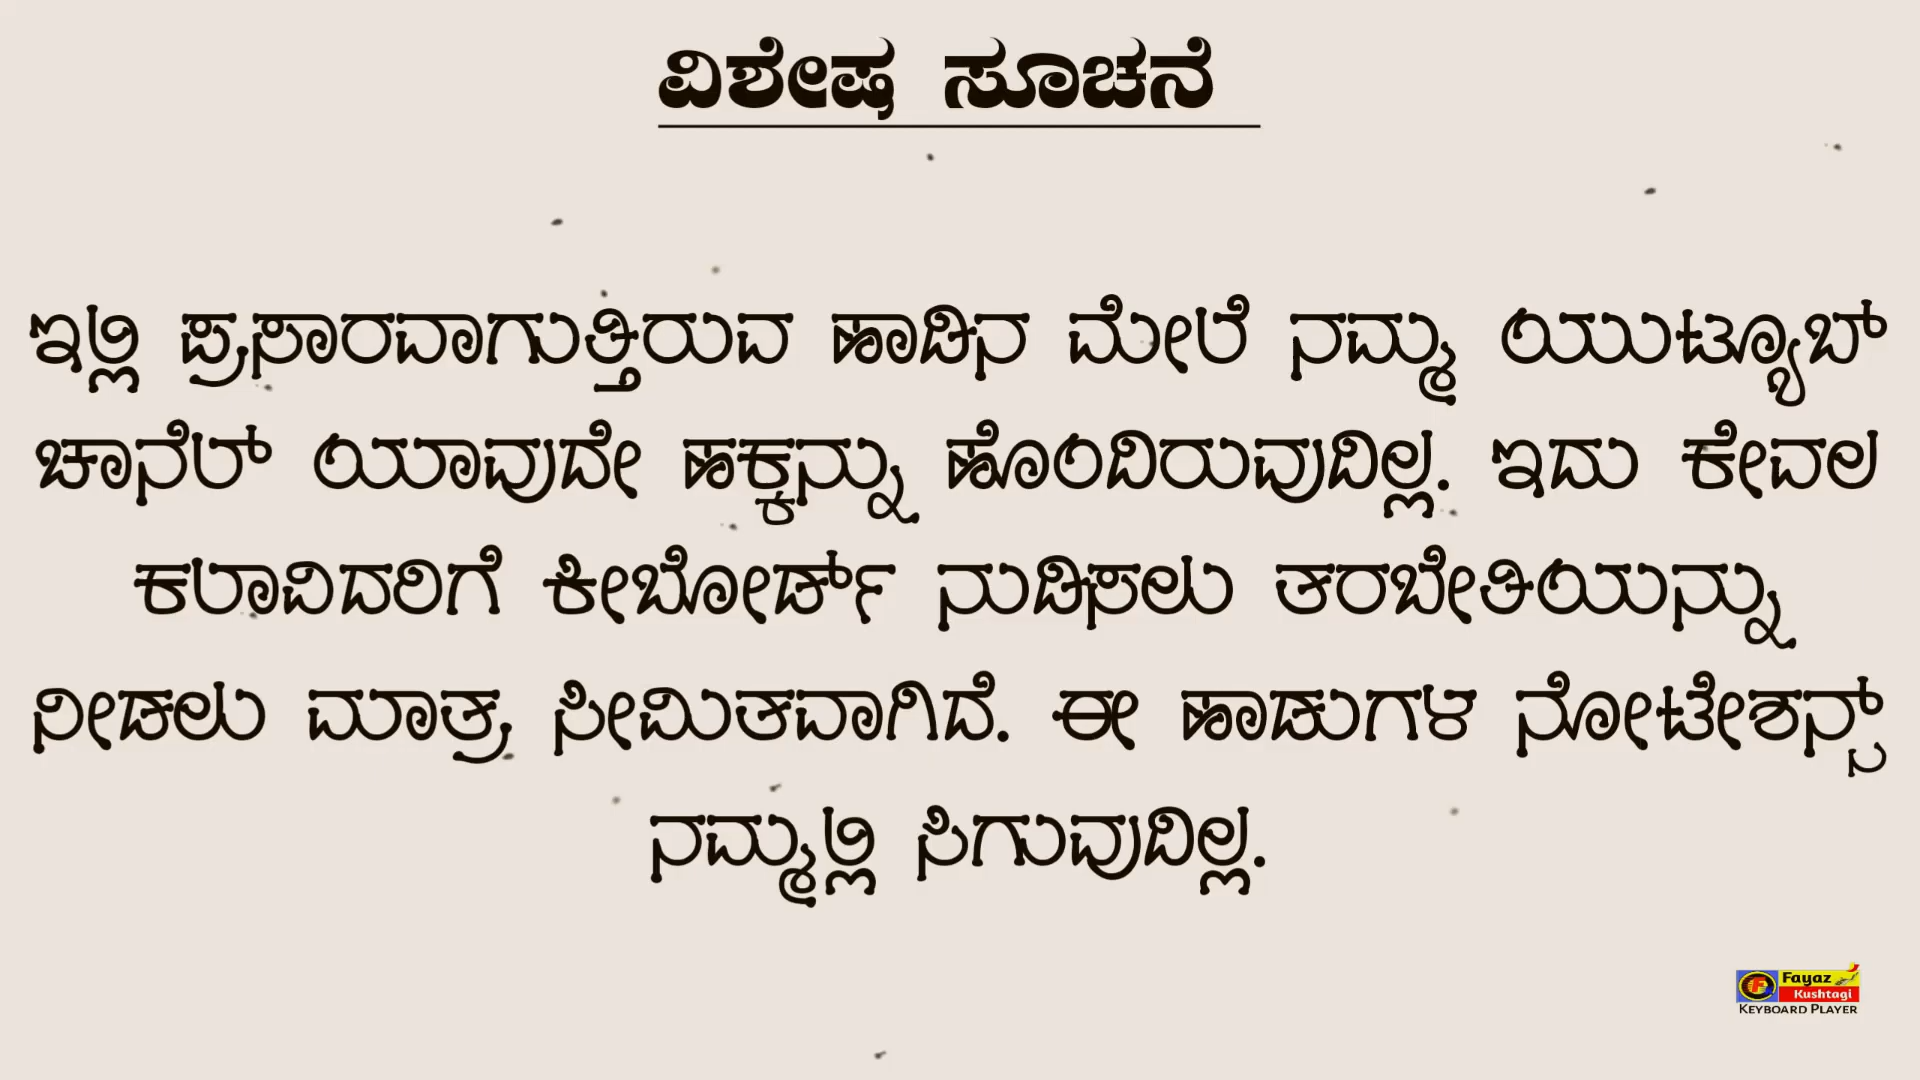 ವಿಶೇಷ ಸೂಚನೆ
ಇಲ್ಲಿ ಪ್ರಸಾರವಾಗುತ್ತಿರುವ ಹಾಡಿನ ಮೇಲೆ ನಮ್ಮ ಯುಟ್ಯೂಬ್
ಚಾನೆಲ್ ಯಾವುದೇ ಹಕ್ಕನ್ನು ಹೊಂದಿರುವುದಿಲ್ಲ. ಇದು ಕೇವಲ
ಕಲಾವಿದರಿಗೆ ಕೀಬೋರ್ಡ್ ನುಡಿಸಲು ತರಬೇತಿಯನ್ನು
ನೀಡಲು ಮಾತ್ರ ಸೀಮಿತವಾಗಿದೆ. ಈ ಹಾಡುಗಳ ನೋಟೇಶನ್ಸ್
ನಮ್ಮಲ್ಲಿ ಸಿಗುವುದಿಲ್ಲ.
Fayaz
Kushtagi
KEYBOARD PLAYER